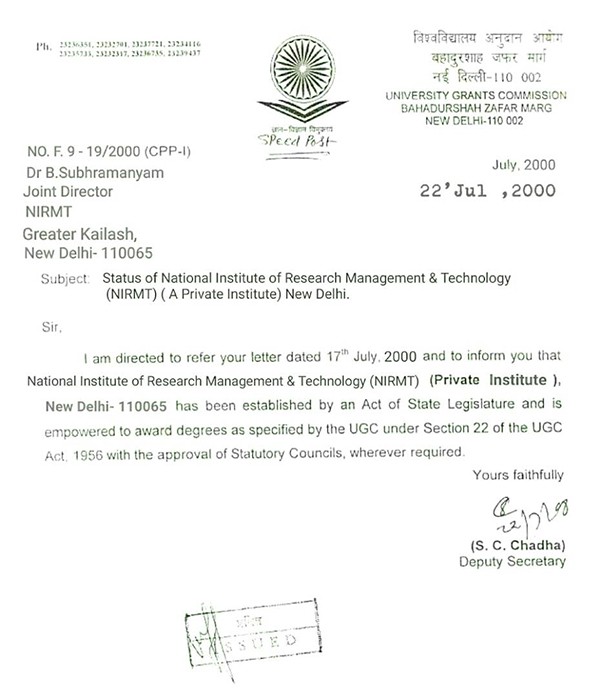 Ph. 23236351, 23232701, 23237721, 23234116
23235733, 23232317, 23236735, 23239437
विश्वविद्यालय अनुदान आयोग
बहादुरशाह जफर मार्ग
नई दिल्ली-110 002
UNIVERSITY GRANTS COMMISSION
BAHADURSHAH ZAFAR MARG
NEW DELHI-110 002
ज्ञान-विज्ञान विमुक्तये
Speed Post
NO. F. 9 - 19/2000 (CPP-I)
July, 2000
22 Jul , 2000
Dr B.Subhramanyam
Joint Director
NIRMT
Greater Kailash,
New Delhi- 110065
Subject: Status of National Institute of Research Management & Technology
(NIRMT) ( A Private Institute) New Delhi.
Sir,
I am directed to refer your letter dated 17th July, 2000 and to inform you that
National Institute of Research Management & Technology (NIRMT) (Private Institute ),
New Delhi- 110065 has been established by an Act of State Legislature and is
empowered to award degrees as specified by the UGC under Section 22 of the UGC
Act, 1956 with the approval of Statutory Councils, wherever required.
Yours faithfully
(S. C. Chadha)
Deputy Secretary
ISSUED